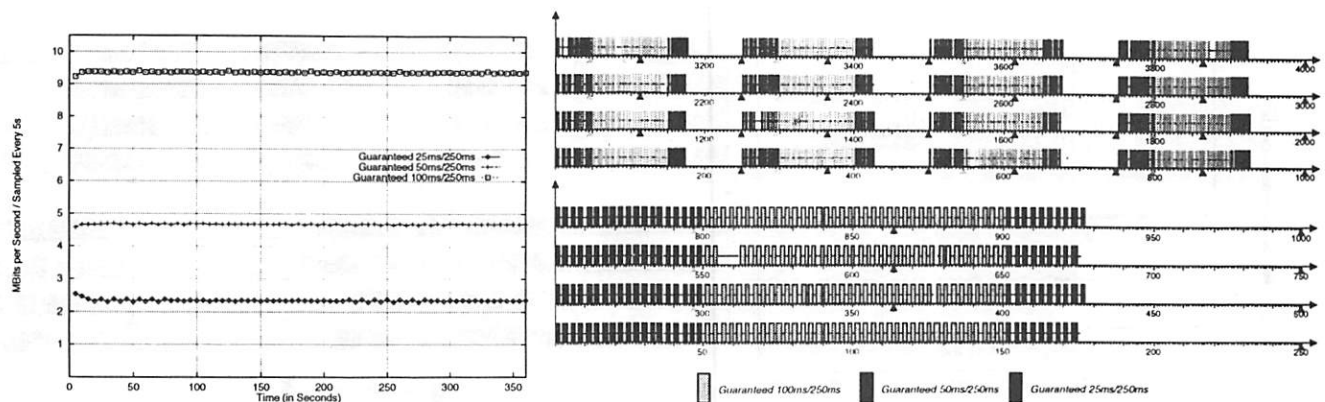 MBits per Second / Sampled Every 5s
10
9
8
7
6
5
4
3
2
1
0 50 100 150 200 250 300 350
Time (in Seconds)
Guaranteed 25ms/250ms
Guaranteed 50ms/250ms
Guaranteed 100ms/250ms
3200 3400 3600 3800 4000
2200 2400 2600 2800 3000
1200 1400 1600 1800 2000
200 400 600 800 1000
800 850 900 950 1000
550 600 650 700 750
300 350 400 450 500
50 100 150 200 250
Guaranteed 100ms/250ms Guaranteed 50ms/250ms Guaranteed 25ms/250ms